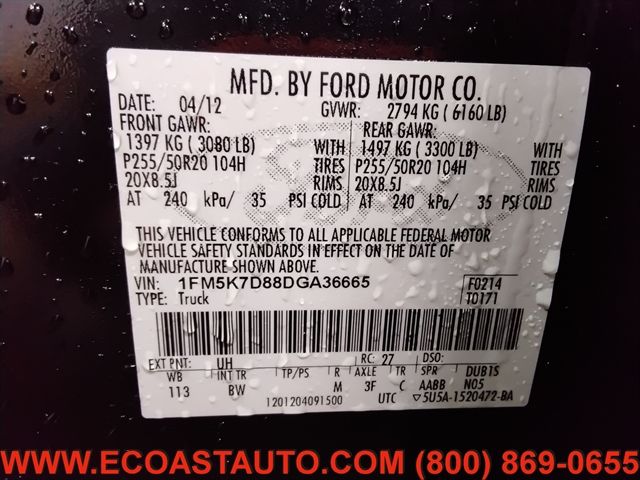 MFD. BY FORD MOTOR CO.
DATE: 04/12 GVWR: 2794 KG ( 6160 LB)
FRONT GAWR: REAR GAWR:
1397 KG ( 3080 LB) WITH 1497 KG ( 3300 LB) WITH
P255/50R20 104H TIRES P255/50R20 104H TIRES
20X8.5J RIMS 20X8.5J RIMS
AT 240 kPa/ 35 PSI COLD AT 240 kPa/ 35 PSI COLD
THIS VEHICLE CONFORMS TO ALL APPLICABLE FEDERAL MOTOR
VEHICLE SAFETY STANDARDS IN EFFECT ON THE DATE OF
MANUFACTURE SHOWN ABOVE.
VIN: 1FM5K7D88DGA36665 F0214
TYPE: Truck T0171
EXT PNT: UH RC: 27 DSO:
WB INT TR TP/PS R AXLE TR SPR DUB1S
113 BW M 3F C AABB N05
1201204091500 UTC ▽5U5A-1520472-BA
WWW.ECOASTAUTO.COM (800) 869-0655